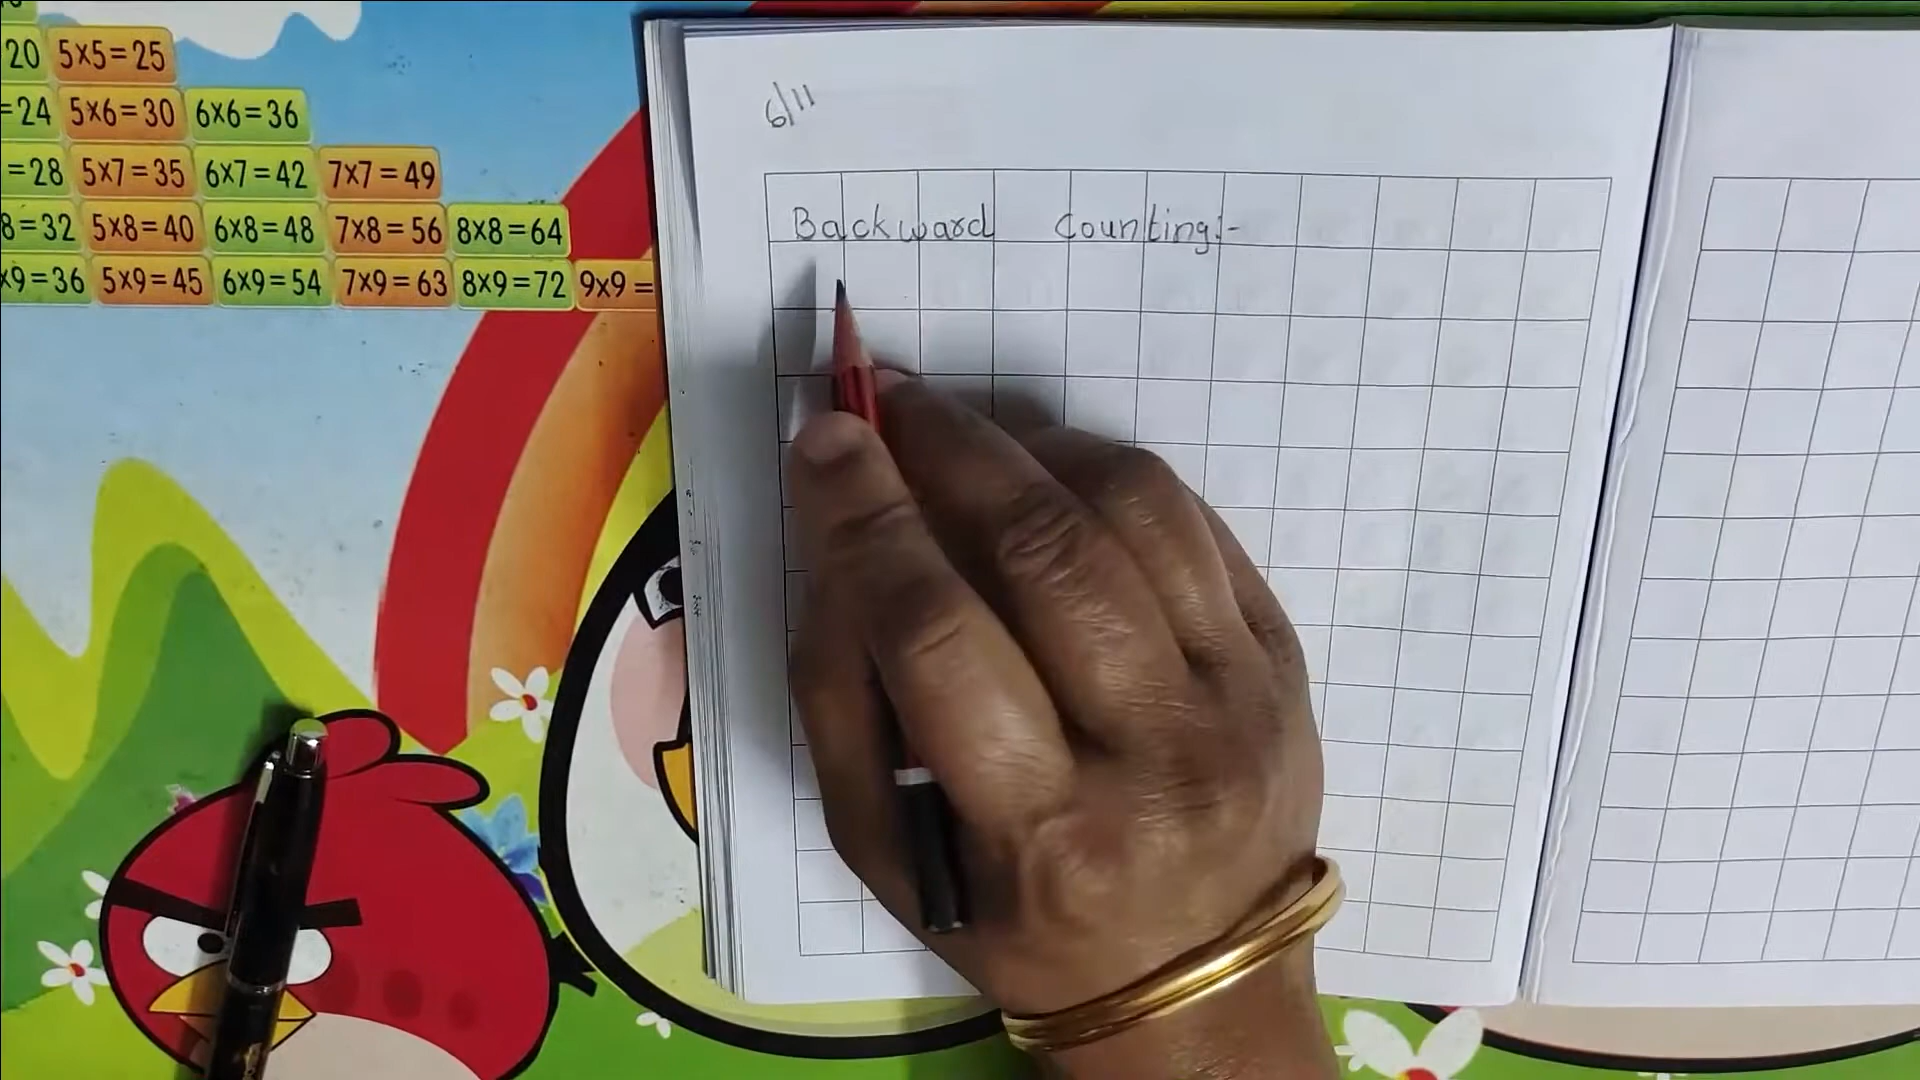 20 5x5=25
=24 5x6=30 6x6=36
=28 5x7=35 6x7=42 7x7=49
8=32 5x8=40 6x8=48 7x8=56 8x8=64
x9=36 5x9=45 6x9=54 7x9=63 8x9=72 9x9=
6/11
Backward Counting:-